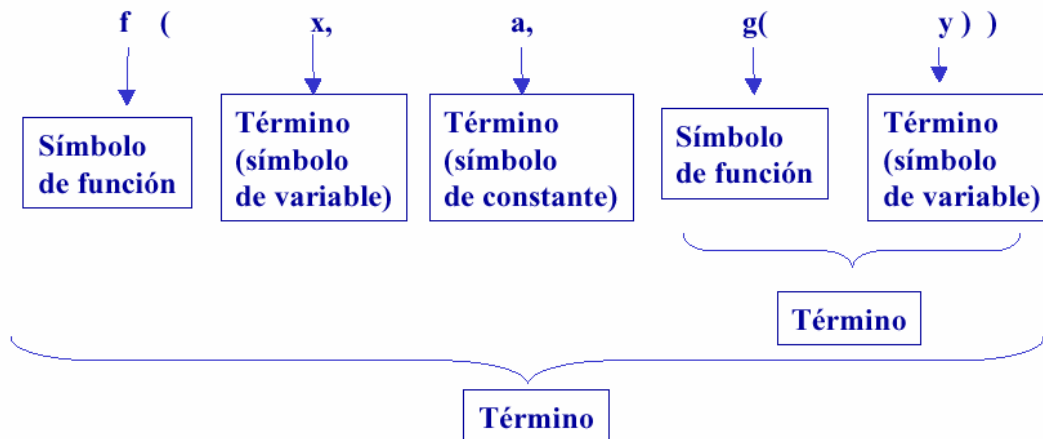 f ( x, a, g( y ) )
Símbolo
de función
Término
(símbolo
de variable)
Término
(símbolo
de constante)
Símbolo
de función
Término
(símbolo
de variable)
Término
Término